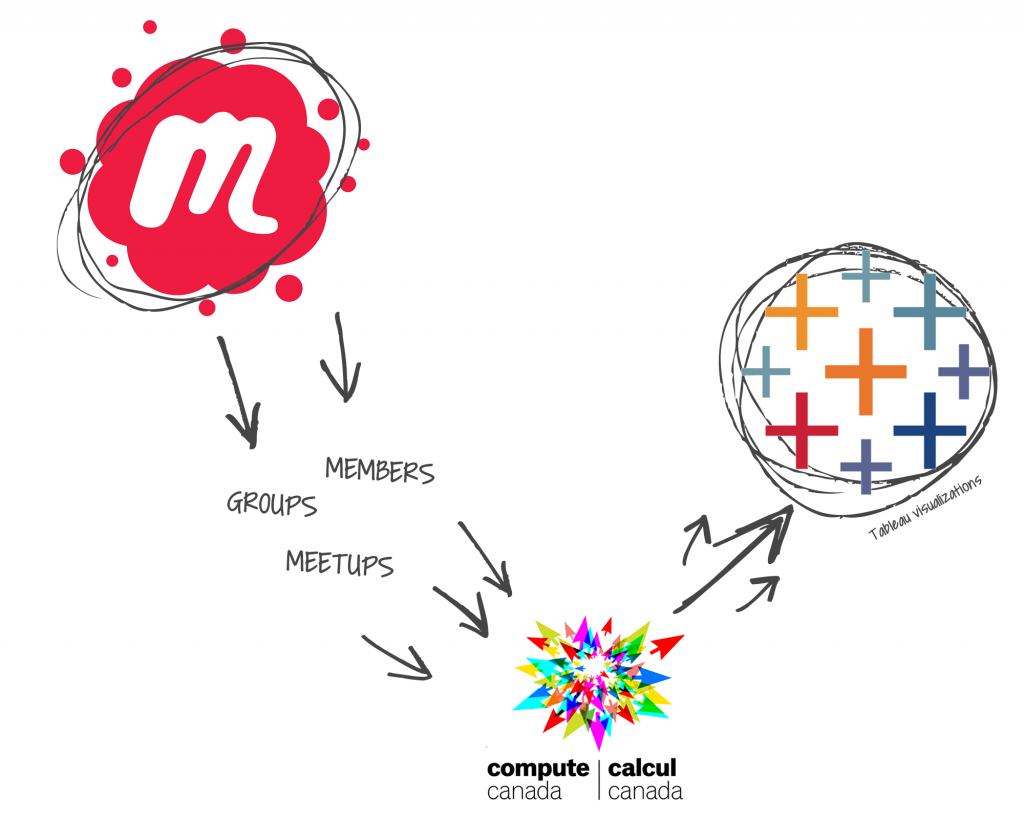 m
MEMBERS
GROUPS
MEETUPS
Tableau visualizations
compute calcul
canada canada